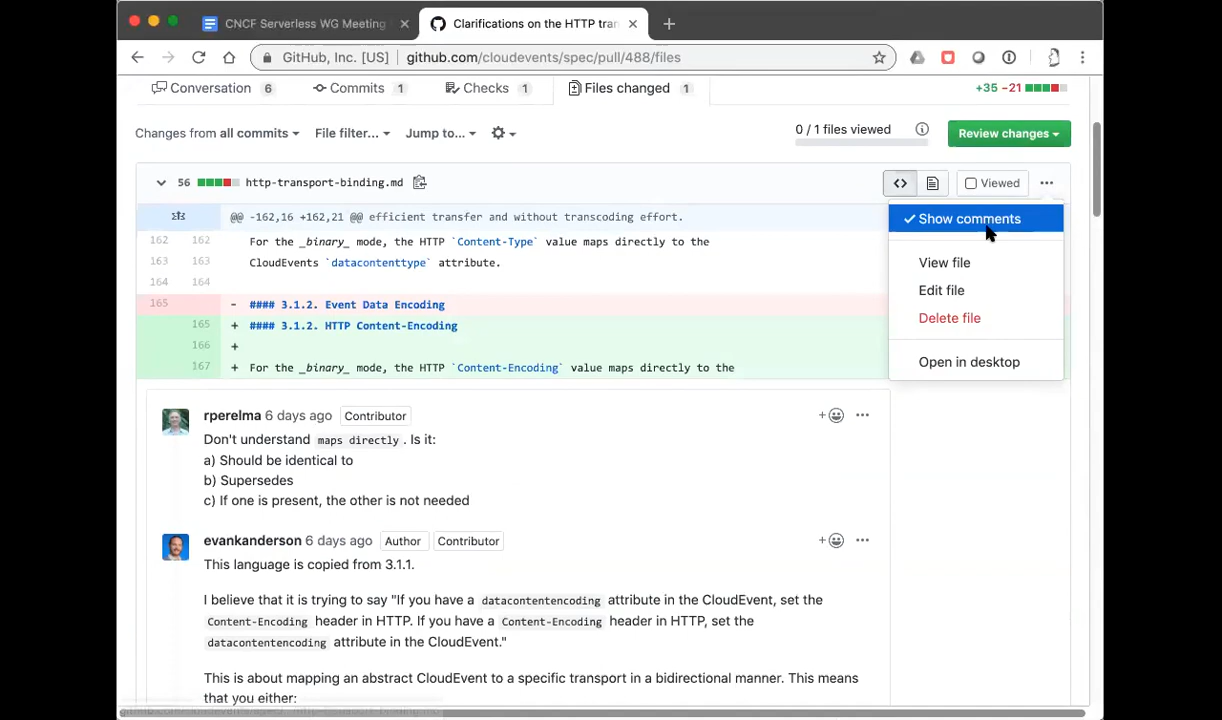 CNCF Serverless WG Meeting
Clarifications on the HTTP tran
GitHub, Inc. [US] github.com/cloudevents/spec/pull/488/files
Conversation 6 Commits 1 Checks 1 Files changed 1 +35 −21
Changes from all commits File filter... Jump to... 0 / 1 files viewed Review changes
56 http-transport-binding.md <> Viewed ...
@@ -162,16 +162,21 @@ efficient transfer and without transcoding effort.
162 162 For the _binary_ mode, the HTTP `Content-Type` value maps directly to the
163 163 CloudEvents `datacontenttype` attribute.
164 164
165 - #### 3.1.2. Event Data Encoding
165 + #### 3.1.2. HTTP Content-Encoding
166 +
167 + For the _binary_ mode, the HTTP `Content-Encoding` value maps directly to the
Show comments
View file
Edit file
Delete file
Open in desktop
rperelma 6 days ago Contributor
Don't understand maps directly . Is it:
a) Should be identical to
b) Supersedes
c) If one is present, the other is not needed
evankanderson 6 days ago Author Contributor
This language is copied from 3.1.1.
I believe that it is trying to say "If you have a datacontentencoding attribute in the CloudEvent, set the
Content-Encoding header in HTTP. If you have a Content-Encoding header in HTTP, set the
datacontentencoding attribute in the CloudEvent."
This is about mapping an abstract CloudEvent to a specific transport in a bidirectional manner. This means
that you either: